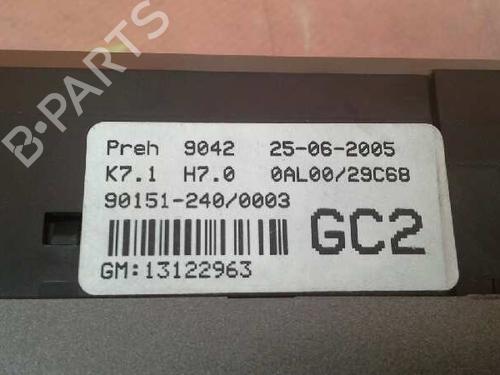 B-PARTS
Preh 9042 25-06-2005
K7.1 H7.0 0AL00/29C68
90151-240/0003
GC2
GM:13122963